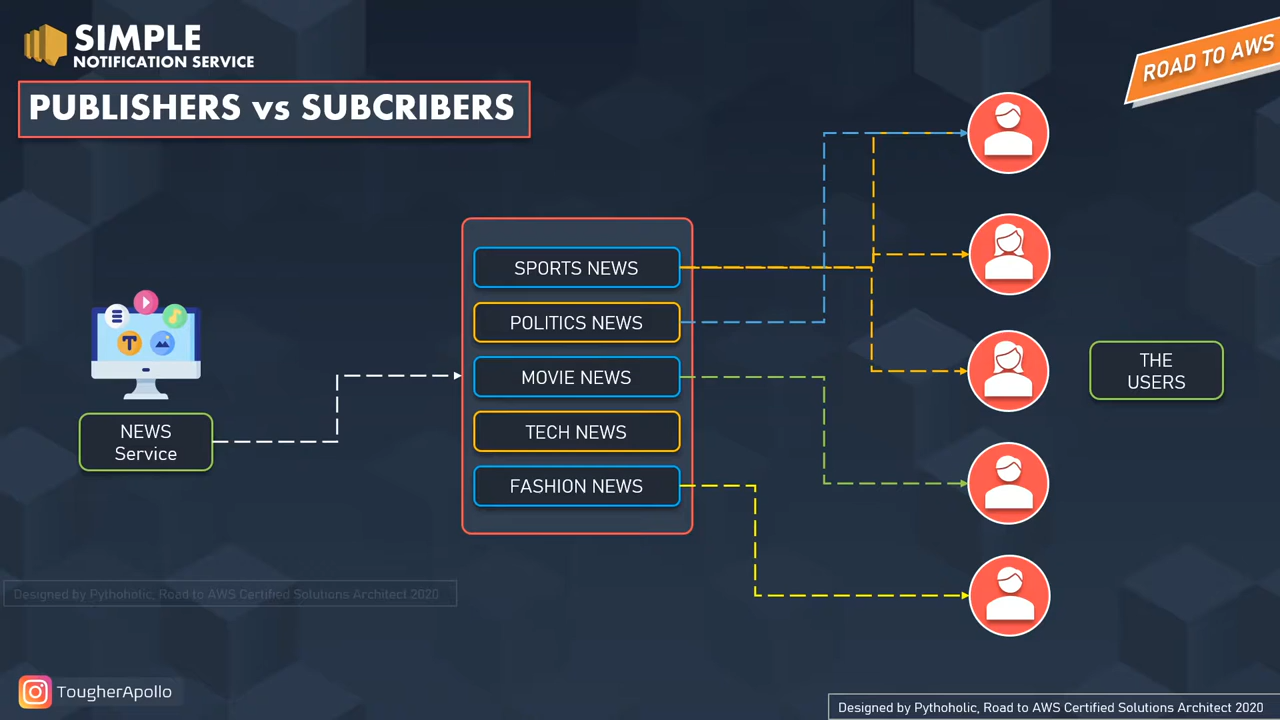 SIMPLE
NOTIFICATION SERVICE
ROAD TO AWS
PUBLISHERS vs SUBCRIBERS
SPORTS NEWS
POLITICS NEWS
MOVIE NEWS
TECH NEWS
FASHION NEWS
NEWS
Service
T
THE
USERS
Designed by Pythoholic, Road to AWS Certified Solutions Architect 2020
TougherApollo
Designed by Pythoholic, Road to AWS Certified Solutions Architect 2020